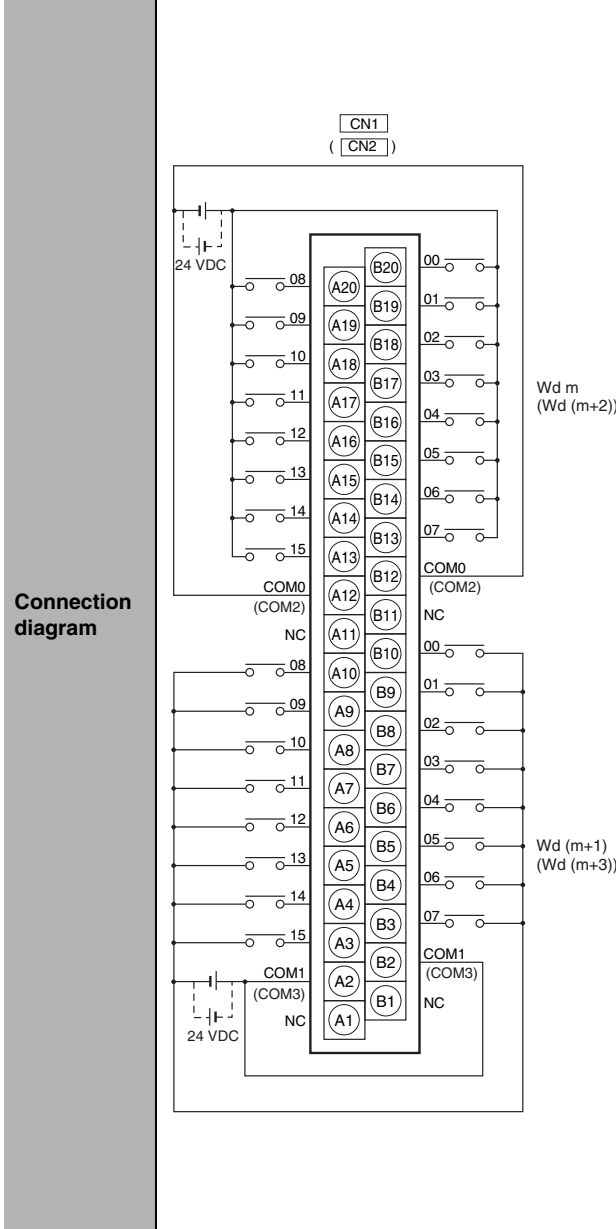 CN1
( CN2 )
24 VDC
08 A20 B20 00
09 A19 B19 01
10 A18 B18 02
11 A17 B17 03
12 A16 B16 04
13 A15 B15 05
14 A14 B14 06
15 A13 B13 07
Wd m
(Wd (m+2))
COM0 A12 B12 COM0
(COM2) (COM2)
NC A11 B11 NC
08 A10 B10 00
09 A9 B9 01
10 A8 B8 02
11 A7 B7 03
12 A6 B6 04
13 A5 B5 05
14 A4 B4 06
15 A3 B3 07
Wd (m+1)
(Wd (m+3))
COM1 A2 B2 COM1
(COM3) (COM3)
NC A1 B1 NC
24 VDC
Connection
diagram